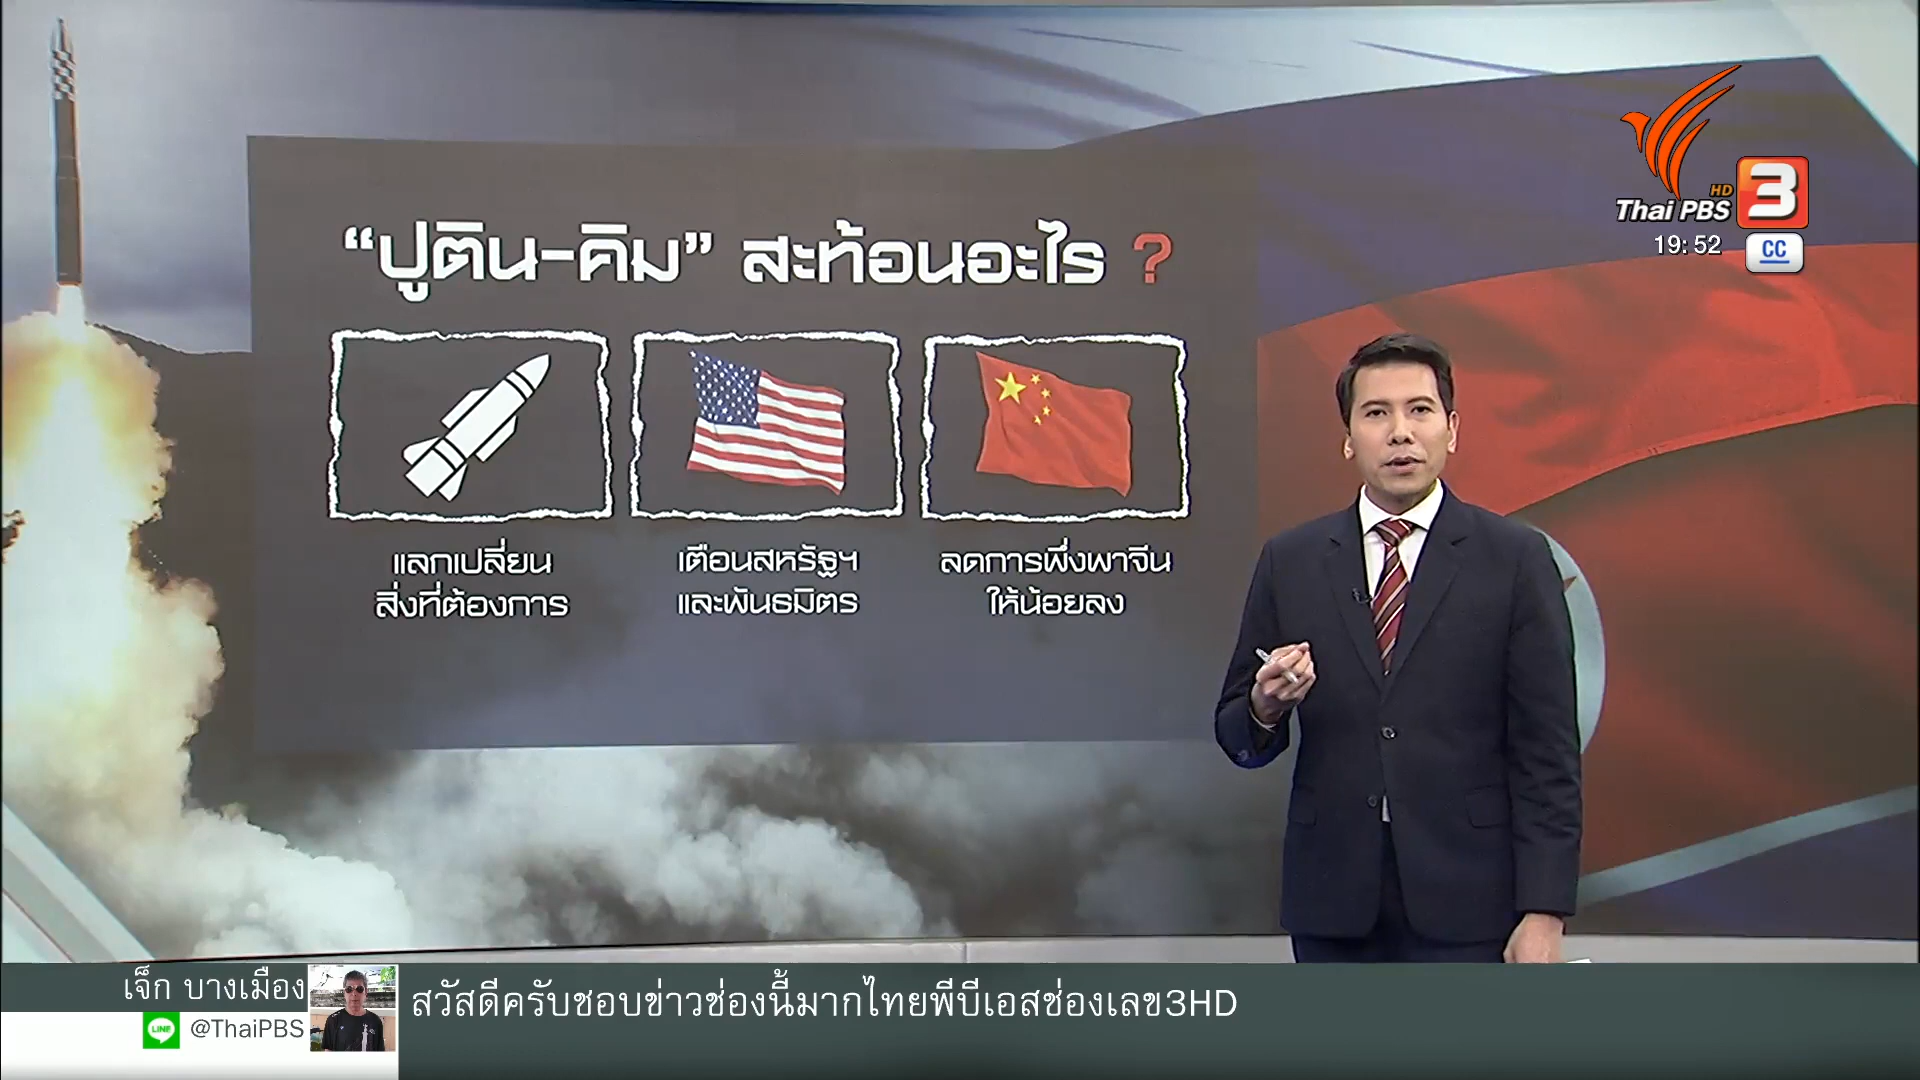 “ปูติน-คิม” สะท้อนอะไร ?
แลกเปลี่ยน
สิ่งที่ต้องการ
เตือนสหรัฐฯ
และพันธมิตร
ลดการพึ่งพาจีน
ให้น้อยลง
HD
Thai PBS 3
19:52
CC
เจ็ก บางเมือง
LINE @ThaiPBS
สวัสดีครับชอบข่าวช่องนี้มากไทยพีบีเอสช่องเลข3HD